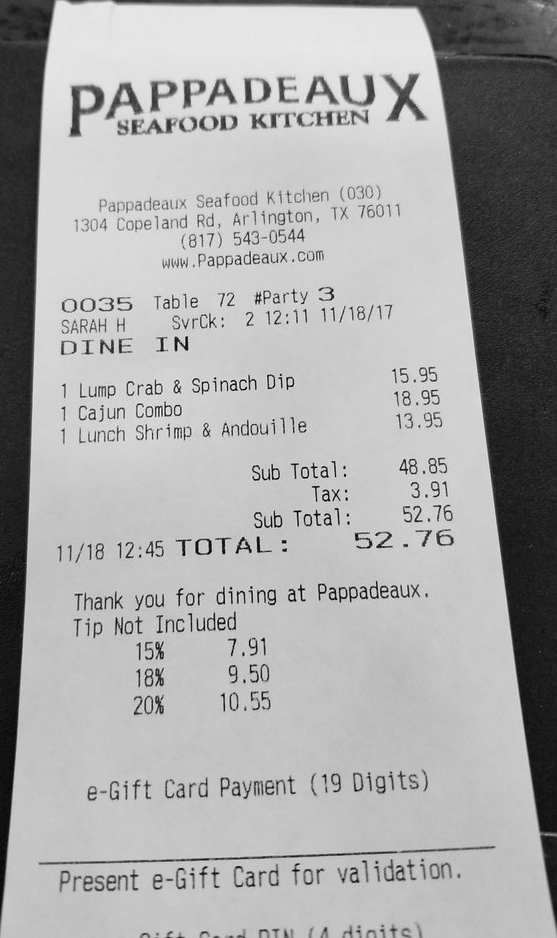 PAPPADEAUX
SEAFOOD KITCHEN
Pappadeaux Seafood Kitchen (030)
1304 Copeland Rd, Arlington, TX 76011
(817) 543-0544
www.Pappadeaux.com
0035 Table 72 #Party 3
SARAH H SvrCk: 2 12:11 11/18/17
DINE IN
1 Lump Crab & Spinach Dip 15.95
1 Cajun Combo 18.95
1 Lunch Shrimp & Andouille 13.95
Sub Total: 48.85
Tax: 3.91
Sub Total: 52.76
11/18 12:45 TOTAL: 52.76
Thank you for dining at Pappadeaux.
Tip Not Included
15% 7.91
18% 9.50
20% 10.55
e-Gift Card Payment (19 Digits)
Present e-Gift Card for validation.
Gift Card PIN (4 digits)